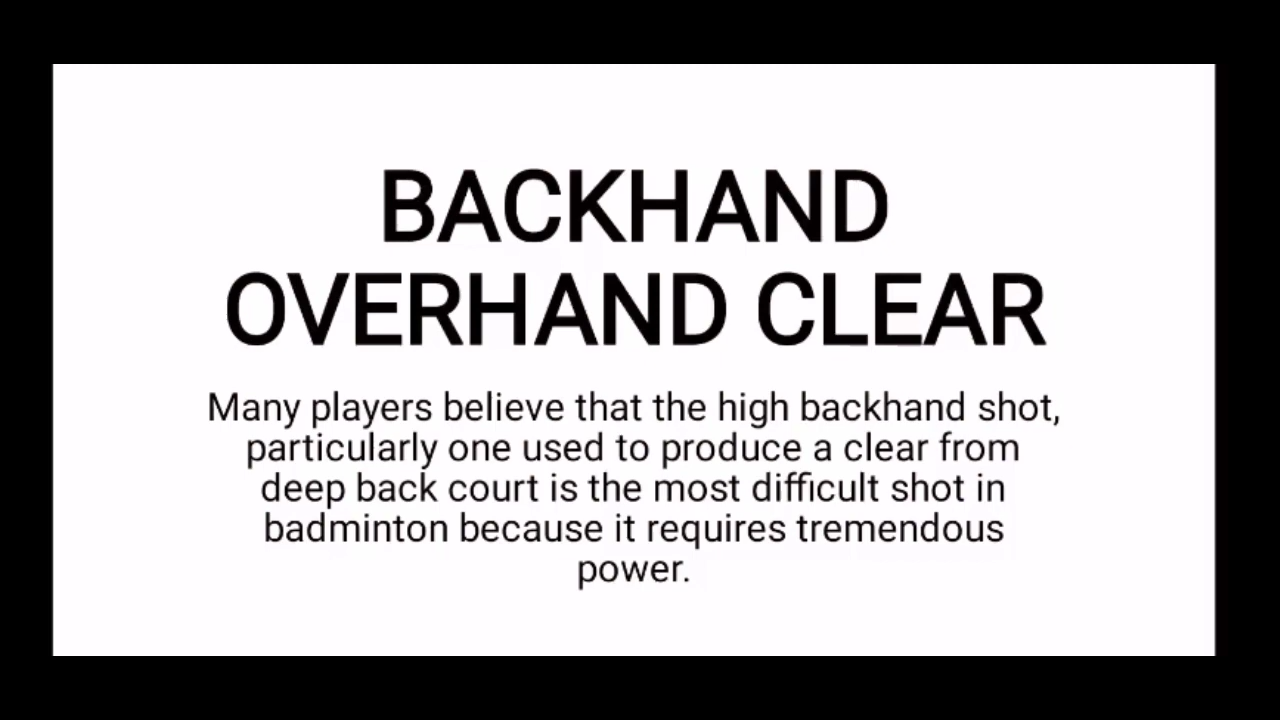 BACKHAND
OVERHAND CLEAR
Many players believe that the high backhand shot,
particularly one used to produce a clear from
deep back court is the most difficult shot in
badminton because it requires tremendous
power.